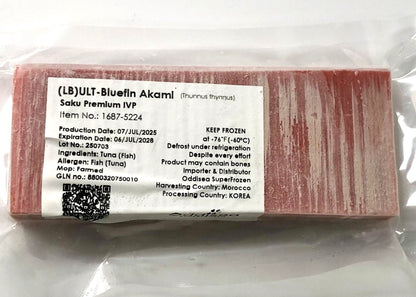 (LB)ULT-Bluefin Akami (Thunnus thynnus)
Saku Premium IVP
Item No.: 1687-5224
Production Date: 07/JUL/2025
Expiration Date: 06/JUL/2028
Lot No.: 250703
Ingredients: Tuna (Fish)
Allergen: Fish (Tuna)
Mop: Farmed
GLN no.: 8800320750010
KEEP FROZEN
at -76°F(-60°C)
Defrost under refrigeration
Despite every effort
Product may contain bones
Importer & Distributor
Oddisea SuperFrozen
Harvesting Country: Morocco
Processing Country: KOREA